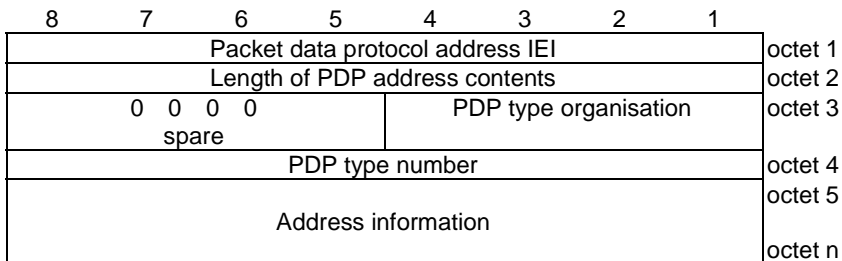 8 7 6 5 4 3 2 1
Packet data protocol address IEI octet 1
Length of PDP address contents octet 2
0 0 0 0 PDP type organisation octet 3
spare
PDP type number octet 4
octet 5
Address information
octet n